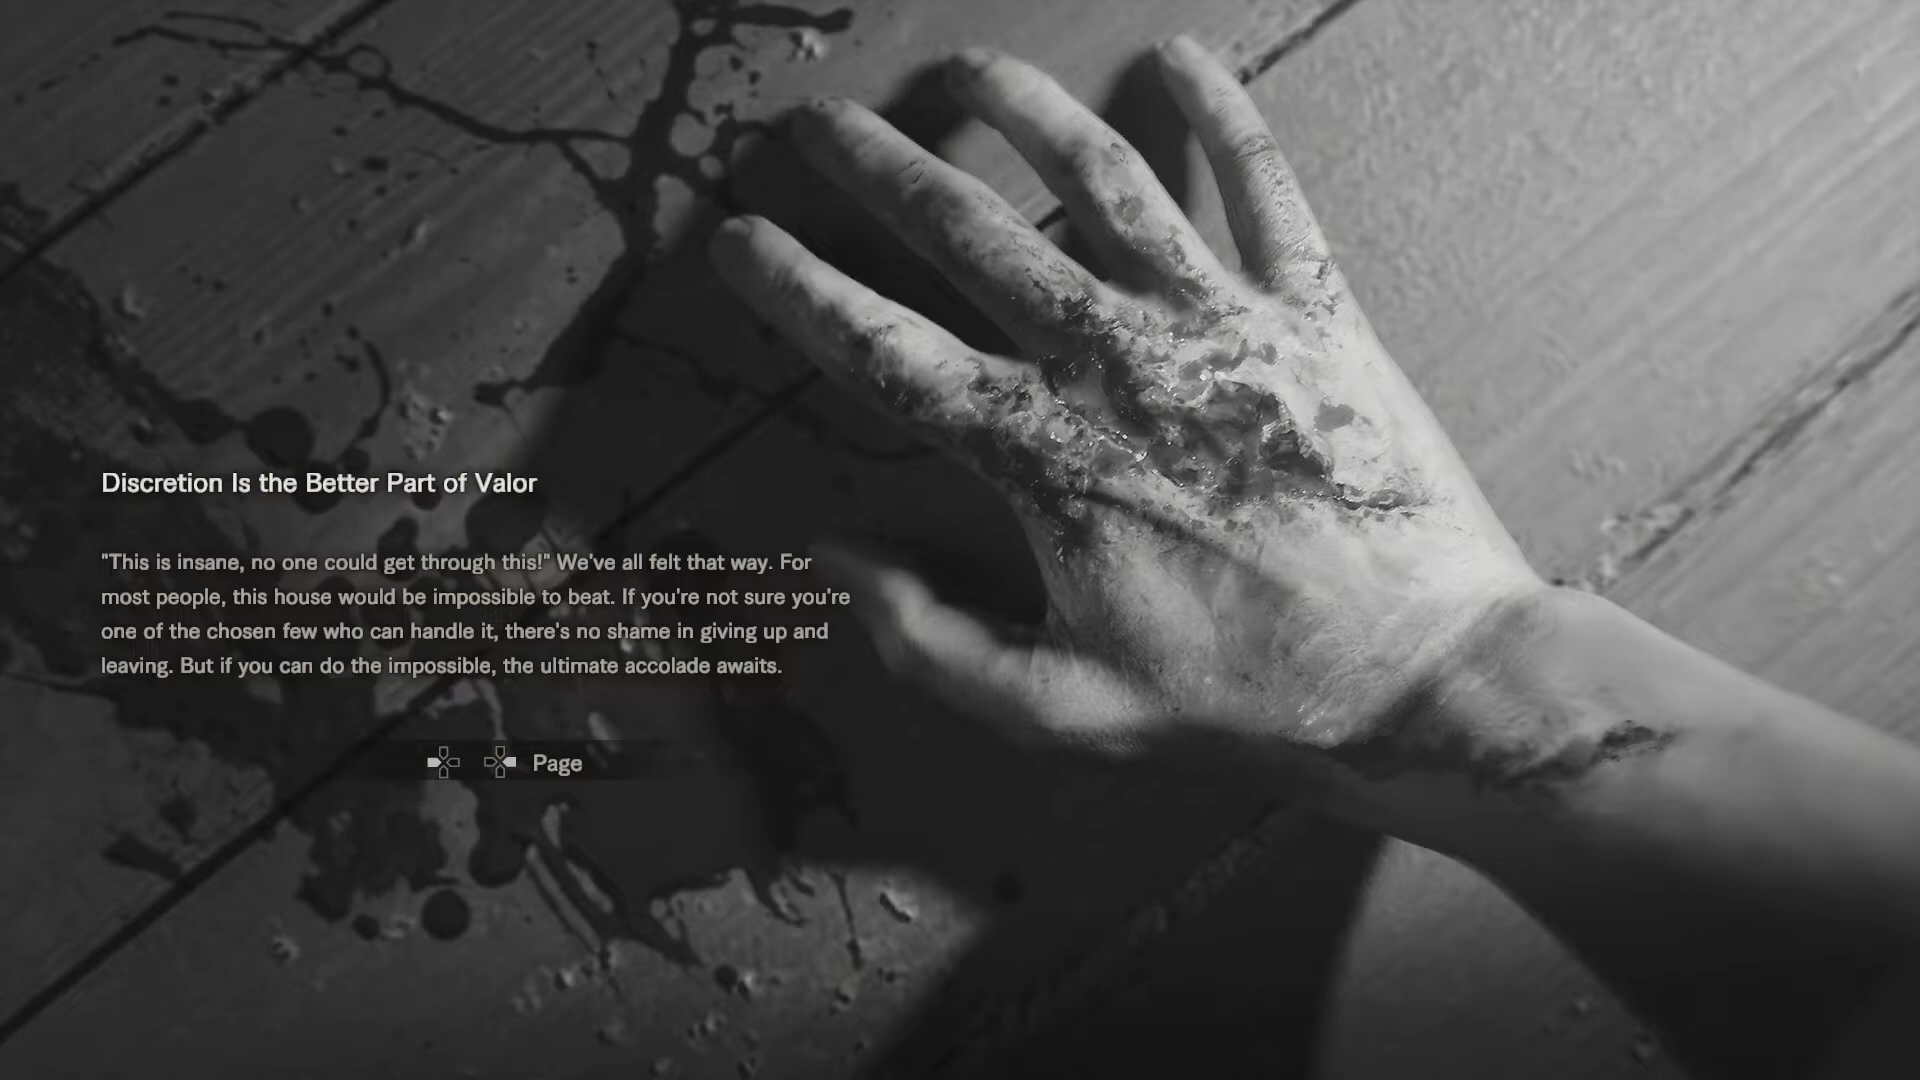 Discretion Is the Better Part of Valor
"This is insane, no one could get through this!" We've all felt that way. For
most people, this house would be impossible to beat. If you're not sure you're
one of the chosen few who can handle it, there's no shame in giving up and
leaving. But if you can do the impossible, the ultimate accolade awaits.
Page